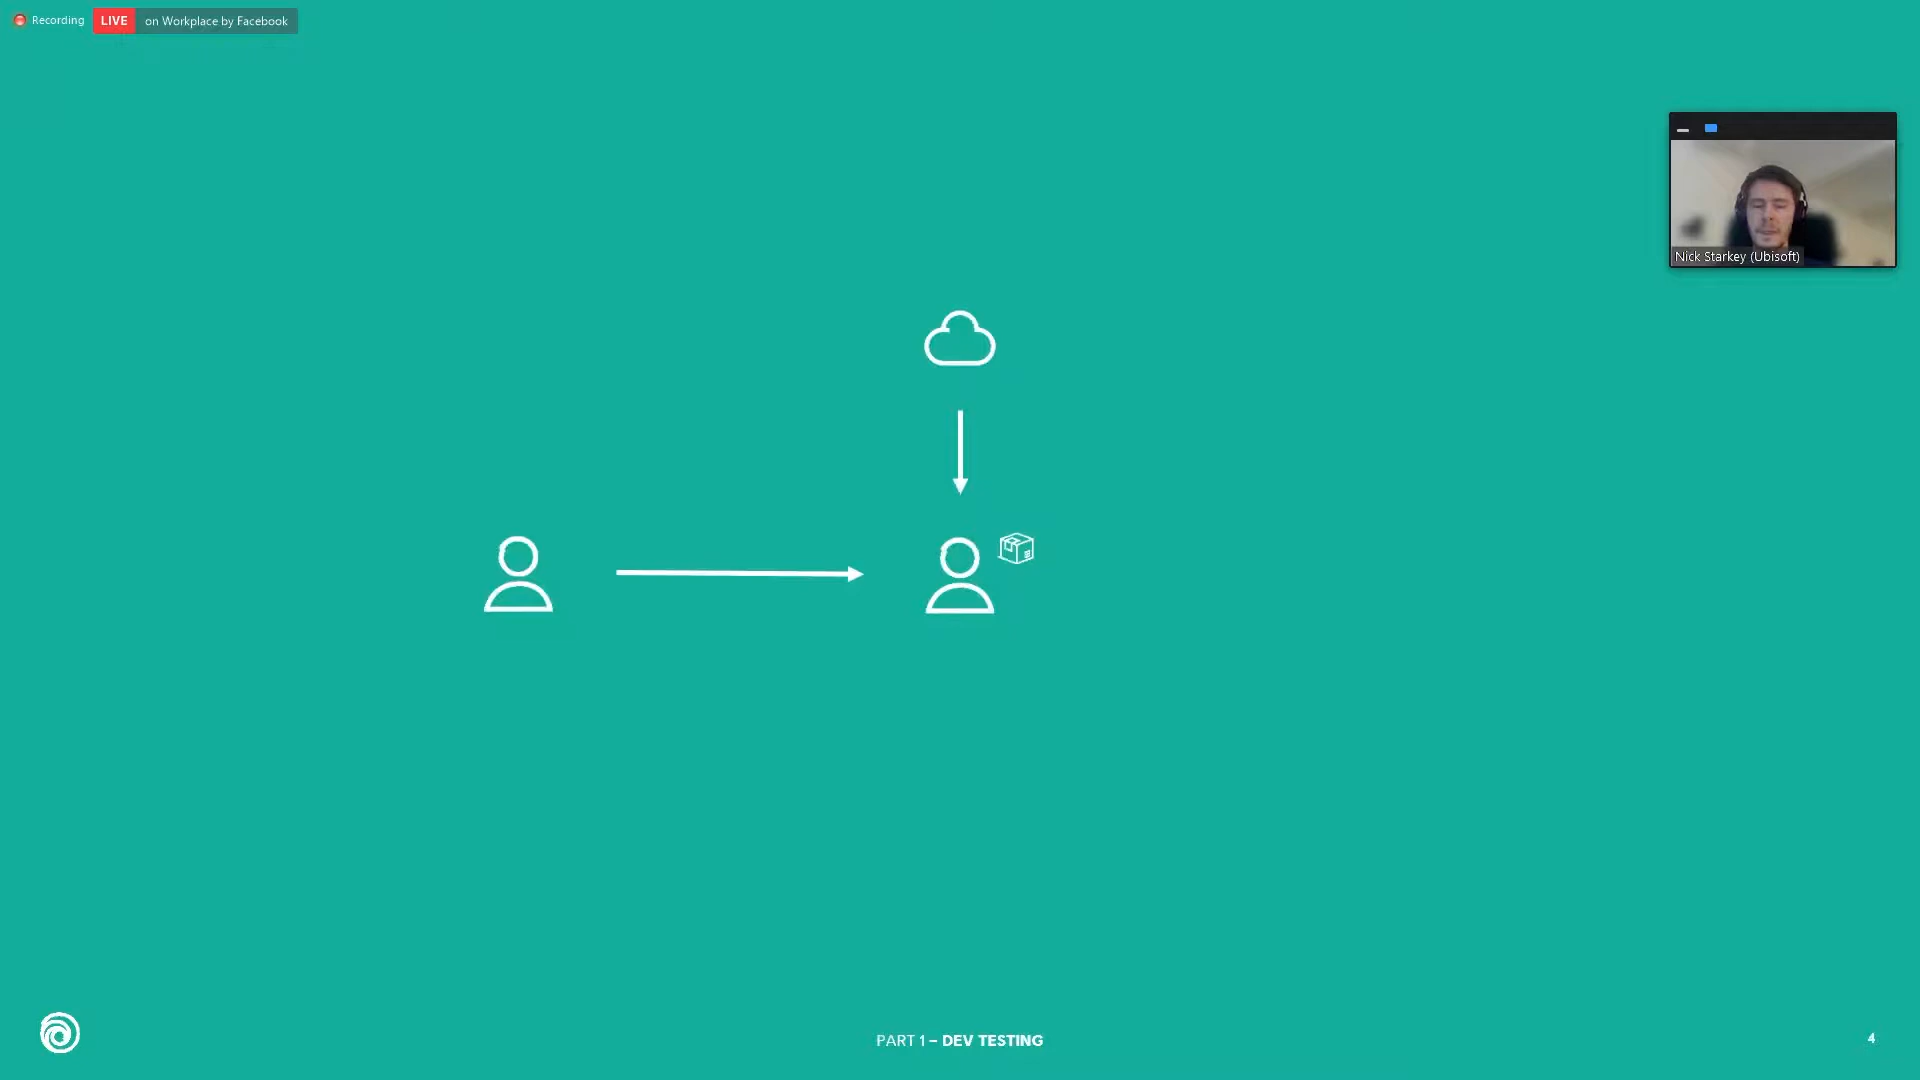 Recording
LIVE on Workplace by Facebook
Nick Starkey (Ubisoft)
PART 1 – DEV TESTING
4